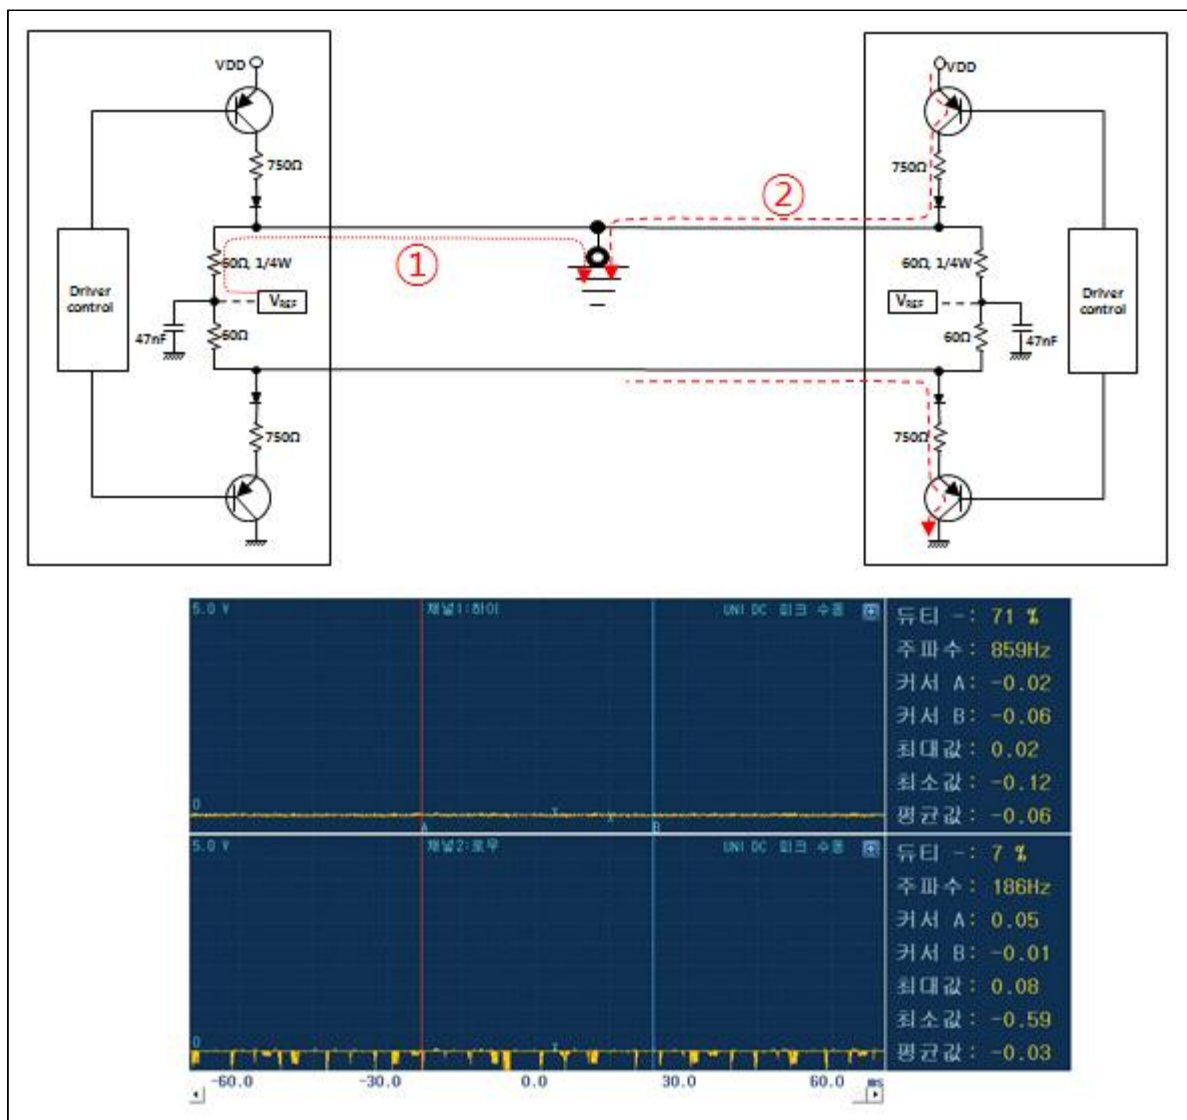 VDD
VDD
750Ω
750Ω
②
①
60Ω, 1/4W
60Ω, 1/4W
Driver
control
VREF
VREF
Driver
control
47nF
60Ω
60Ω
47nF
750Ω
750Ω
5.0 V 채널1:하이 UNI DC 피크 수동
듀티 -: 71 %
주파수: 859Hz
커서 A: -0.02
커서 B: -0.06
최대값: 0.02
최소값: -0.12
평균값: -0.06
0
A B
5.0 V 채널2:로우 UNI DC 피크 수동
듀티 -: 7 %
주파수: 186Hz
커서 A: 0.05
커서 B: -0.01
최대값: 0.08
최소값: -0.59
평균값: -0.03
0
-60.0 -30.0 0.0 30.0 60.0 ms